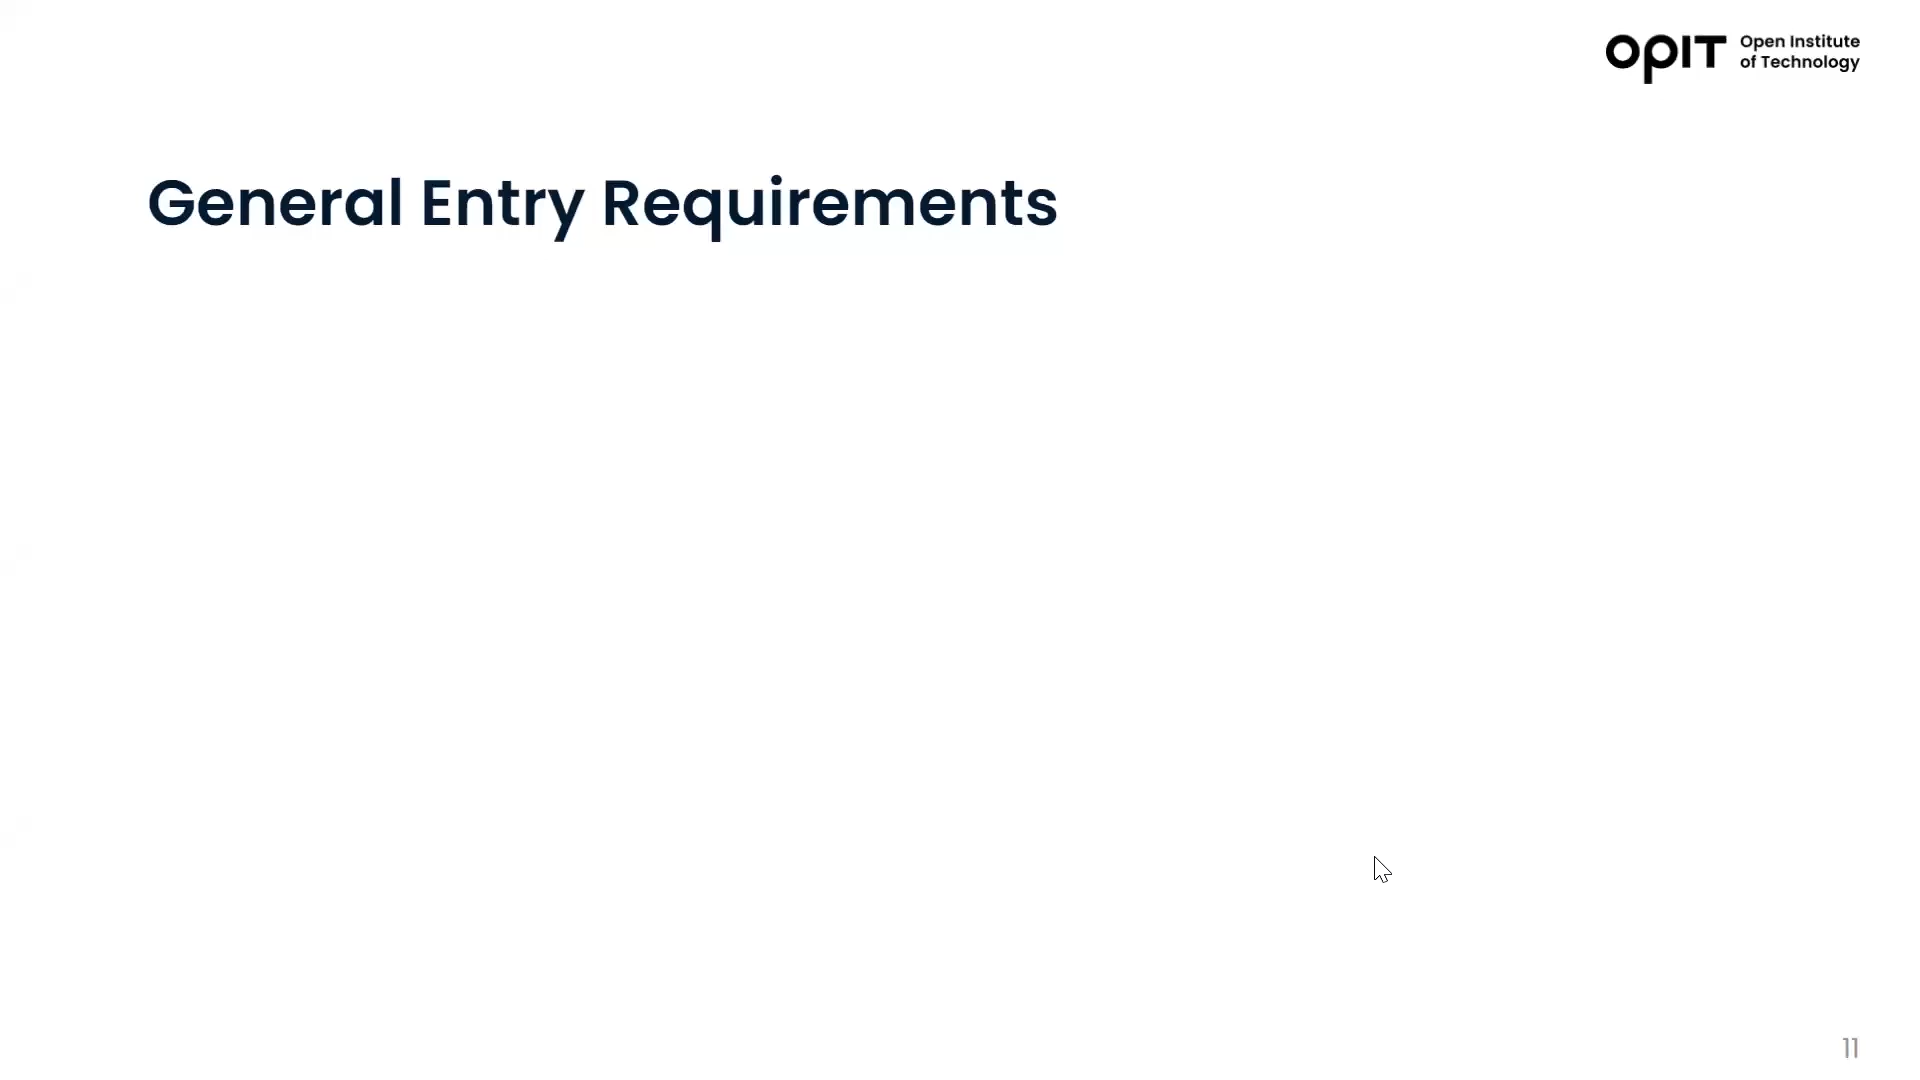 opIT
Open Institute
of Technology
General Entry Requirements
11